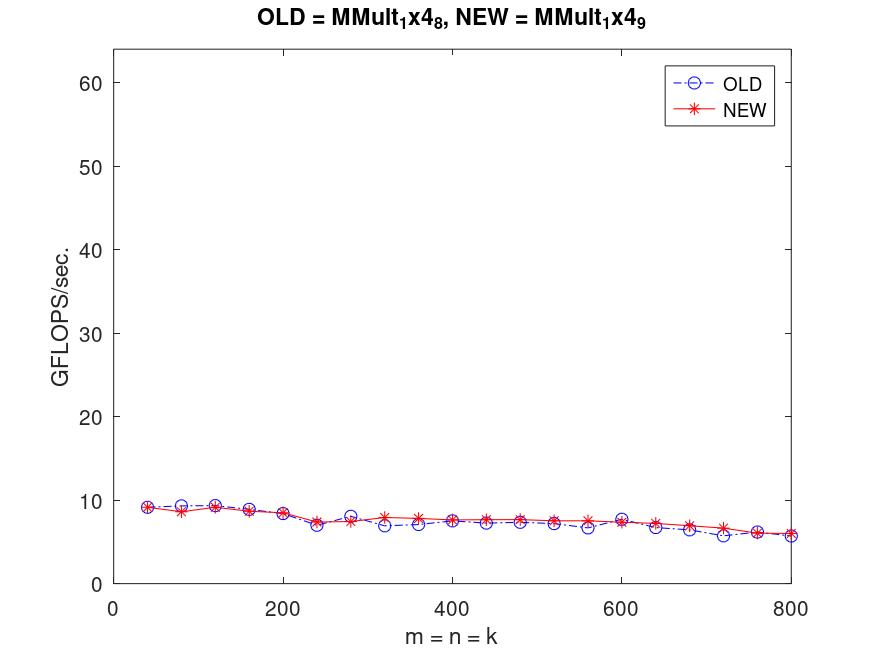 OLD = MMult₁x4₈, NEW = MMult₁x4₉
OLD
NEW
60
50
40
30
20
10
0
GFLOPS/sec.
0 200 400 600 800
m = n = k